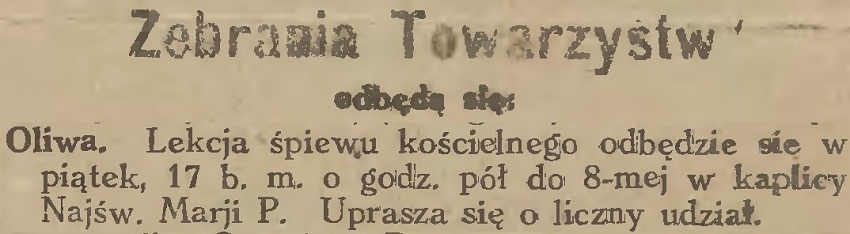 Zebrania Towarzystw
odbędą się:
Oliwa. Lekcja śpiewu kościelnego odbędzie sie w
piątek, 17 b. m. o godz. pół do 8-mej w kaplicy
Najśw. Marji P. Uprasza się o liczny udział.